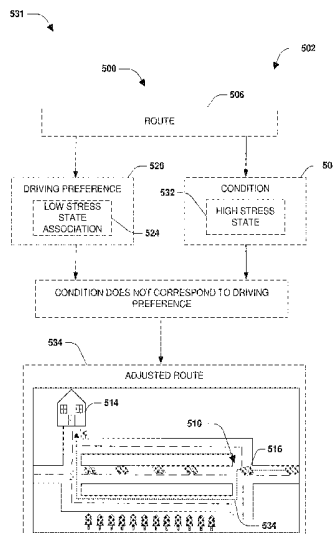 531
502
500
506
ROUTE
526
DRIVING PREFERENCE
LOW STRESS
STATE
ASSOCIATION
524
50
CONDITION
532
HIGH STRESS
STATE
CONDITION DOES NOT CORRESPOND TO DRIVING
PREFERENCE
534
ADJUSTED ROUTE
514
510
516
534